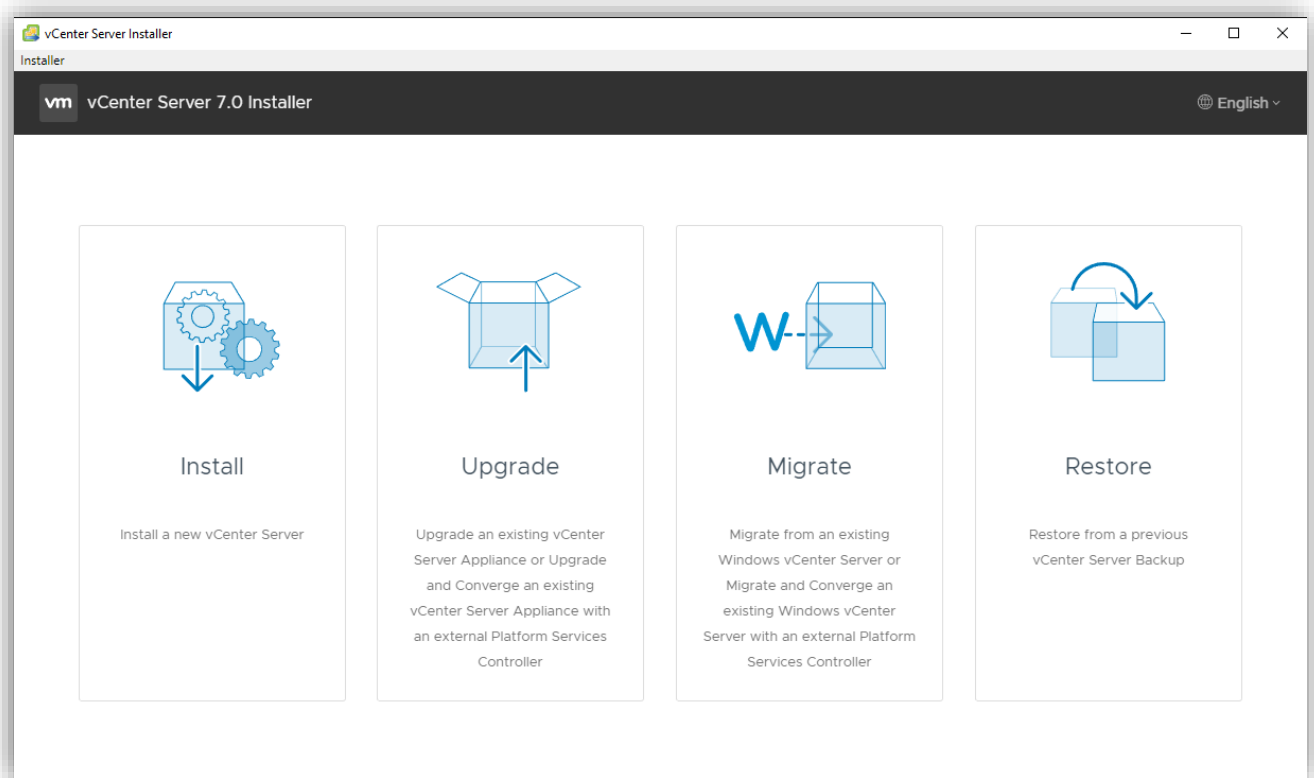 vCenter Server Installer
Installer
vm vCenter Server 7.0 Installer
English
Install
Install a new vCenter Server
Upgrade
Upgrade an existing vCenter
Server Appliance or Upgrade
and Converge an existing
vCenter Server Appliance with
an external Platform Services
Controller
W
Migrate
Migrate from an existing
Windows vCenter Server or
Migrate and Converge an
existing Windows vCenter
Server with an external Platform
Services Controller
Restore
Restore from a previous
vCenter Server Backup